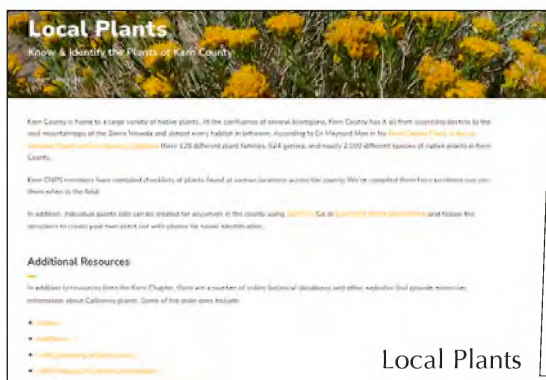 Local Plants
Know & Identify the Plants of Kern County
Kern County is home to a large variety of native plants. At the confluence of several bioregions, Kern County has it all from scorching deserts to the
cool mountaintops of the Sierra Nevada and almost every habitat in between. According to Dr Maynard Moe in his
there 128 different plant families, 624 genera, and nearly 2,000 different species of native plants in Kern
County.
Kern CNPS members have compiled checklists of plants found at various locations across the county. We've compiled them here so others can use
them when in the field.
In addition, individual plants lists can be created for anywhere in the county using Go to and follow the
directions to create your own plant list with photos for easier identification.
Additional Resources
In addition to resources from the Kern Chapter, there are a number of online botanical databases and other websites that provide extensive
information about California plants. Some of the main ones include:
Local Plants